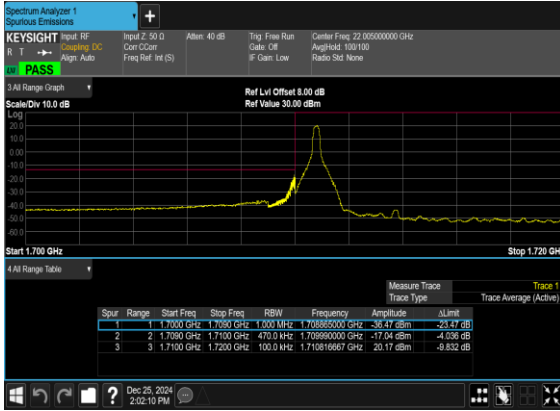 Spectrum Analyzer 1
Spurious Emissions
+
KEYSIGHT
R T
LXI
PASS
Input: RF
Coupling: DC
Align: Auto
Input Z: 50 Ω
Corr CCorr
Freq Ref: Int (S)
Atten: 40 dB
Trig: Free Run
Gate: Off
IF Gain: Low
Center Freq: 22.005000000 GHz
Avg|Hold: 100/100
Radio Std: None
3 All Range Graph
Scale/Div 10.0 dB
Ref Lvl Offset 8.00 dB
Ref Value 30.00 dBm
Log
20.0
10.0
0.00
-10.0
-20.0
-30.0
-40.0
-50.0
-60.0
Start 1.700 GHz
Stop 1.720 GH
4 All Range Table
Measure Trace Trace 1
Trace Type Trace Average (Active)
Spur Range Start Freq Stop Freq RBW Frequency Amplitude ΔLimit
1 1 1.7000 GHz 1.7090 GHz 1.000 MHz 1.708865000 GHz -36.47 dBm -23.47 dB
2 2 1.7090 GHz 1.7100 GHz 470.0 kHz 1.709990000 GHz -17.04 dBm -4.036 dB
3 3 1.7100 GHz 1.7200 GHz 100.0 kHz 1.710816667 GHz 20.17 dBm -9.832 dB
?
Dec 25, 2024
2:02:10 PM